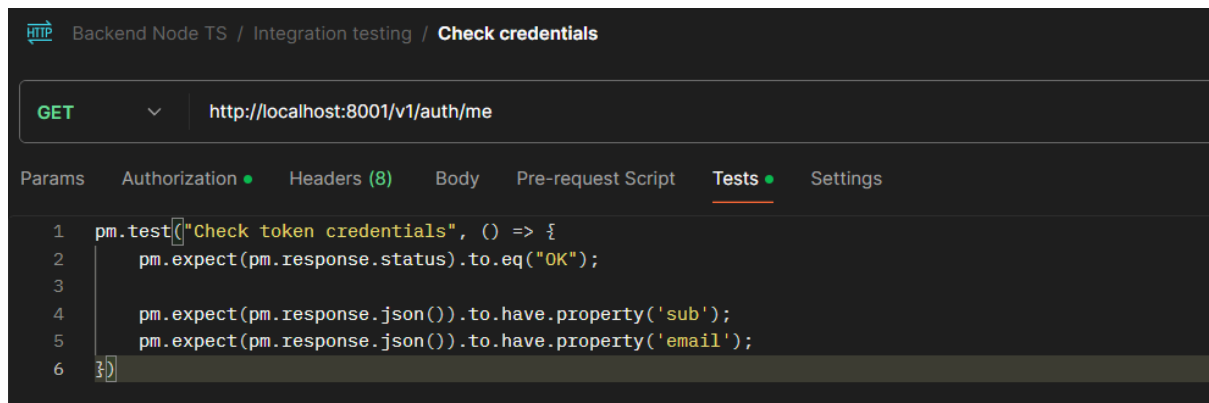 HTTP Backend Node TS / Integration testing / Check credentials
GET http://localhost:8001/v1/auth/me
Params Authorization Headers (8) Body Pre-request Script Tests Settings
1 pm.test("Check token credentials", () => {
2 pm.expect(pm.response.status).to.eq("OK");
3
4 pm.expect(pm.response.json()).to.have.property('sub');
5 pm.expect(pm.response.json()).to.have.property('email');
6 })